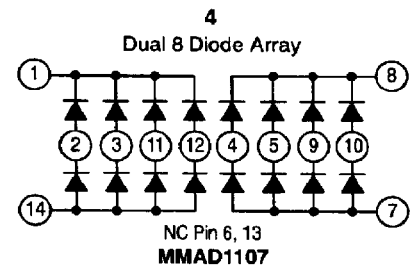 4
Dual 8 Diode Array
1 8
2 3 11 12 4 5 9 10
14 7
NC Pin 6, 13
MMAD1107